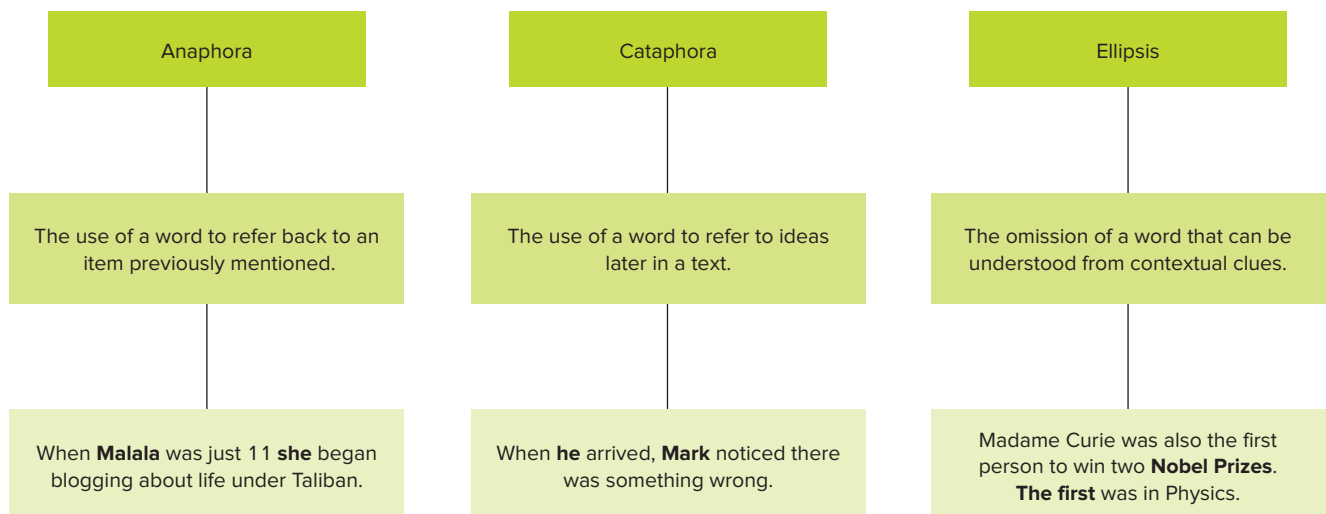 Anaphora
The use of a word to refer back to an
item previously mentioned.
When Malala was just 11 she began
blogging about life under Taliban.
Cataphora
The use of a word to refer to ideas
later in a text.
When he arrived, Mark noticed there
was something wrong.
Ellipsis
The omission of a word that can be
understood from contextual clues.
Madame Curie was also the first
person to win two Nobel Prizes.
The first was in Physics.